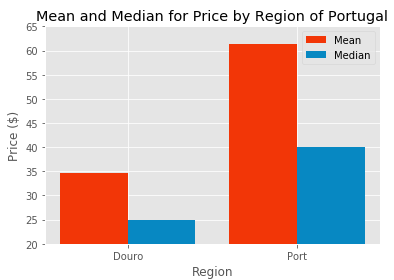 Mean and Median for Price by Region of Portugal
65
60
55
50
45
40
35
30
25
20
Price ($)
Mean
Median
Douro
Port
Region